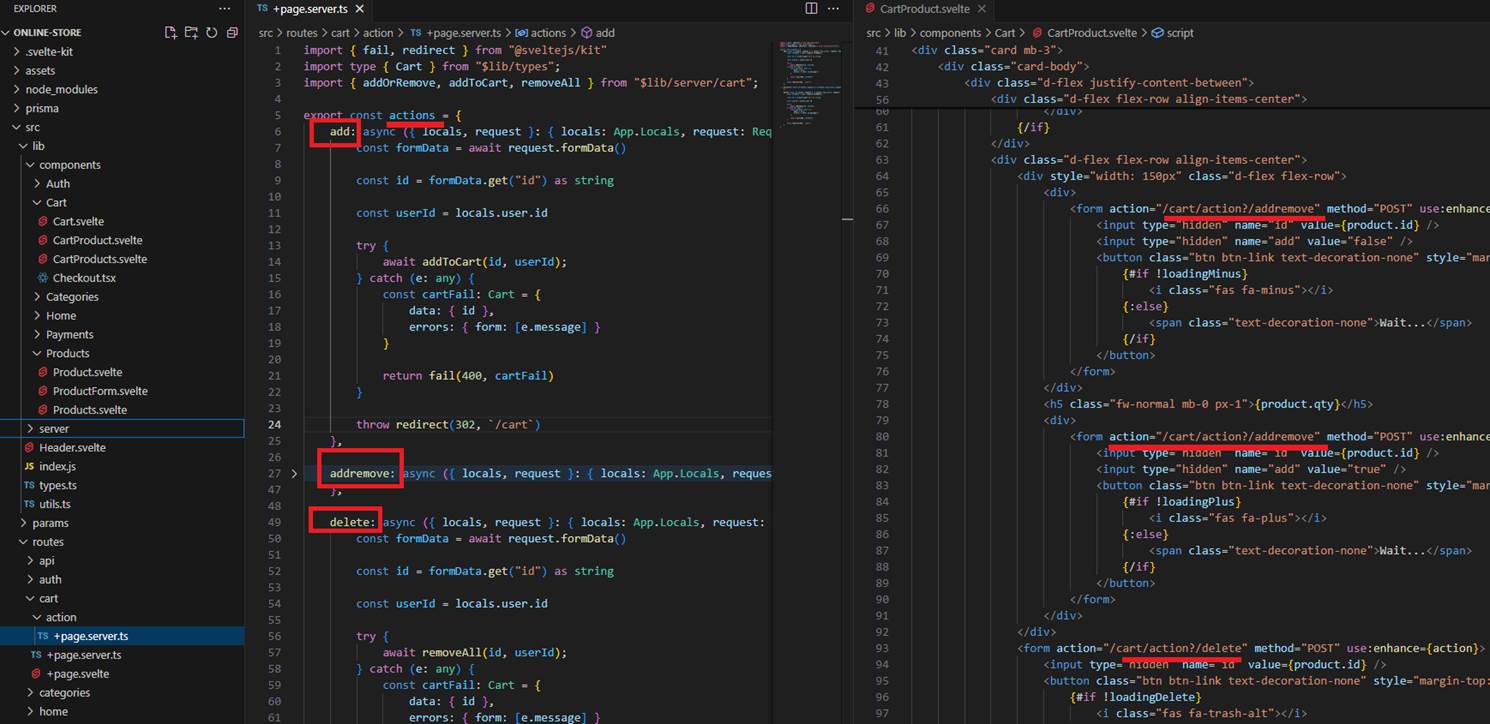 EXPLORER
ONLINE-STORE
.svelte-kit
assets
node_modules
prisma
src
lib
components
Auth
Cart
Cart.svelte
CartProduct.svelte
CartProducts.svelte
Checkout.tsx
Categories
Home
Payments
Products
Product.svelte
ProductForm.svelte
Products.svelte
server
Header.svelte
JS index.js
TS types.ts
TS utils.ts
params
routes
api
auth
cart
action
TS +page.server.ts
TS +page.server.ts
+page.svelte
categories
home
TS +page.server.ts
src > routes > cart > action > TS +page.server.ts > actions > add
1 import { fail, redirect } from "@sveltejs/kit"
2 import type { Cart } from "$lib/types";
3 import { addOrRemove, addToCart, removeAll } from "$lib/server/cart";
4
5 export const actions = {
6 add: async ({ locals, request }: { locals: App.Locals, request: Req
7 const formData = await request.formData()
8
9 const id = formData.get("id") as string
10
11 const userId = locals.user.id
12
13 try {
14 await addToCart(id, userId);
15 } catch (e: any) {
16 const cartFail: Cart = {
17 data: { id },
18 errors: { form: [e.message] }
19 }
20
21 return fail(400, cartFail)
22 }
23
24 throw redirect(302, `/cart`)
25 },
26
27 addremove: async ({ locals, request }: { locals: App.Locals, reques
47 },
48
49 delete: async ({ locals, request }: { locals: App.Locals, request:
50 const formData = await request.formData()
51
52 const id = formData.get("id") as string
53
54 const userId = locals.user.id
55
56 try {
57 await removeAll(id, userId);
58 } catch (e: any) {
59 const cartFail: Cart = {
60 data: { id },
61 errors: { form: [e.message] }
CartProduct.svelte
src > lib > components > Cart > CartProduct.svelte > script
41 <div class="card mb-3">
42 <div class="card-body">
43 <div class="d-flex justify-content-between">
56 <div class="d-flex flex-row align-items-center">
60 </div>
61 {/if}
62 </div>
63 <div class="d-flex flex-row align-items-center">
64 <div style="width: 150px" class="d-flex flex-row">
65 <div>
66 <form action="/cart/action?/addremove" method="POST" use:enhance
67 <input type="hidden" name="id" value={product.id} />
68 <input type="hidden" name="add" value="false" />
69 <button class="btn btn-link text-decoration-none" style="mar
70 {#if !loadingMinus}
71 <i class="fas fa-minus"></i>
72 {:else}
73 <span class="text-decoration-none">Wait...</span>
74 {/if}
75 </button>
76 </form>
77 </div>
78 <h5 class="fw-normal mb-0 px-1">{product.qty}</h5>
79 <div>
80 <form action="/cart/action?/addremove" method="POST" use:enhance
81 <input type="hidden" name="id" value={product.id} />
82 <input type="hidden" name="add" value="true" />
83 <button class="btn btn-link text-decoration-none" style="mar
84 {#if !loadingPlus}
85 <i class="fas fa-plus"></i>
86 {:else}
87 <span class="text-decoration-none">Wait...</span>
88 {/if}
89 </button>
90 </form>
91 </div>
92 </div>
93 <form action="/cart/action?/delete" method="POST" use:enhance={action}>
94 <input type="hidden" name="id" value={product.id} />
95 <button class="btn btn-link text-decoration-none" style="margin-top:
96 {#if !loadingDelete}
97 <i class="fas fa-trash-alt"></i>